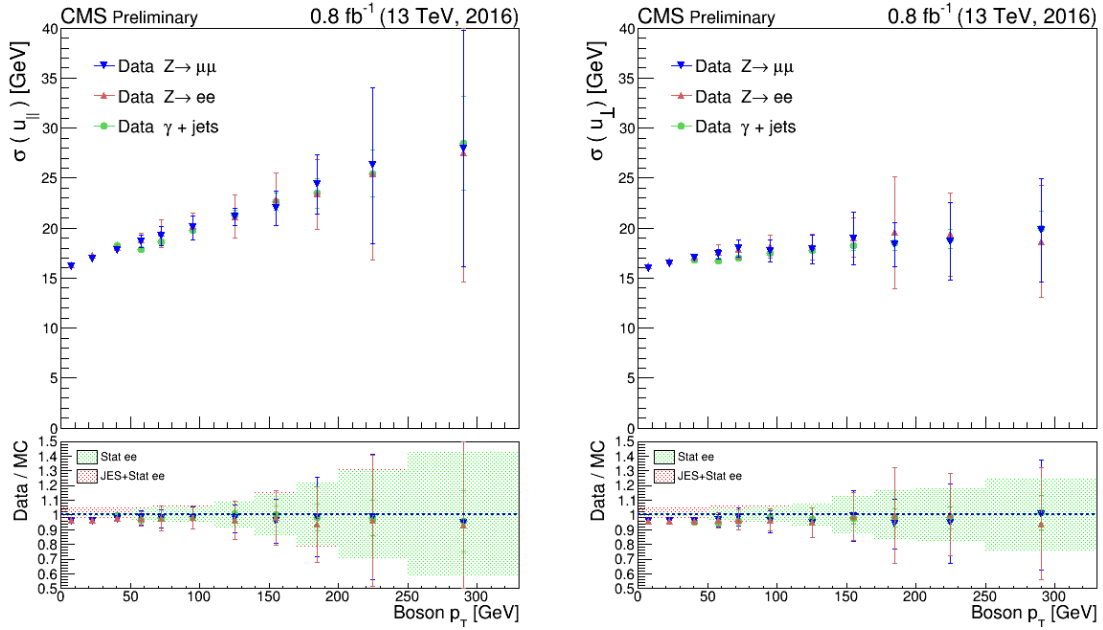 CMS Preliminary 0.8 fb⁻¹ (13 TeV, 2016)
σ ( u_||) [GeV]
40
35
30
25
20
15
10
5
0
Data Z→ μμ
Data Z→ ee
Data γ + jets
Data / MC
1.5
1.4
1.3
1.2
1.1
1
0.9
0.8
0.7
0.6
0.5
Stat ee
JES+Stat ee
0 50 100 150 200 250 300
Boson p_T [GeV]
CMS Preliminary 0.8 fb⁻¹ (13 TeV, 2016)
σ ( u_⊥) [GeV]
40
35
30
25
20
15
10
5
0
Data Z→ μμ
Data Z→ ee
Data γ + jets
Data / MC
1.5
1.4
1.3
1.2
1.1
1
0.9
0.8
0.7
0.6
0.5
Stat ee
JES+Stat ee
0 50 100 150 200 250 300
Boson p_T [GeV]